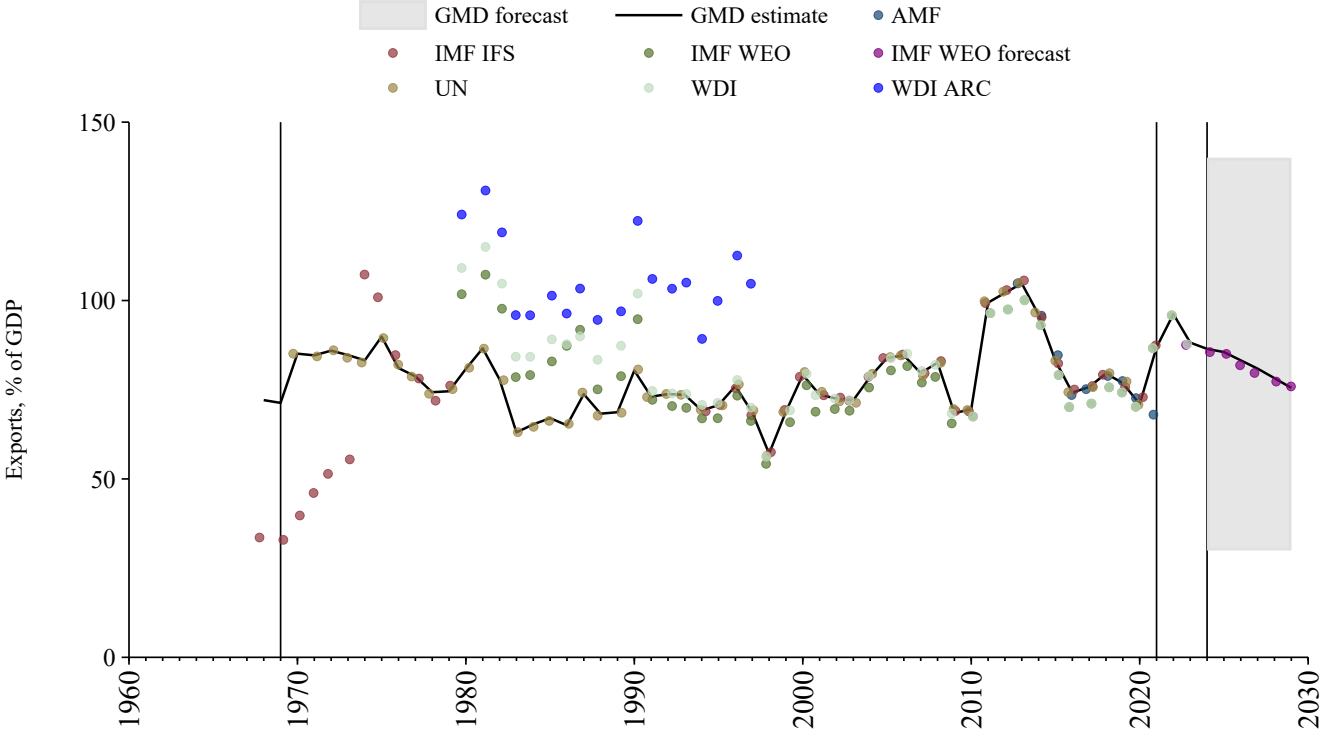 GMD forecast GMD estimate AMF
IMF IFS IMF WEO IMF WEO forecast
UN WDI WDI ARC
Exports, % of GDP
150
100
50
0
1960 1970 1980 1990 2000 2010 2020 2030